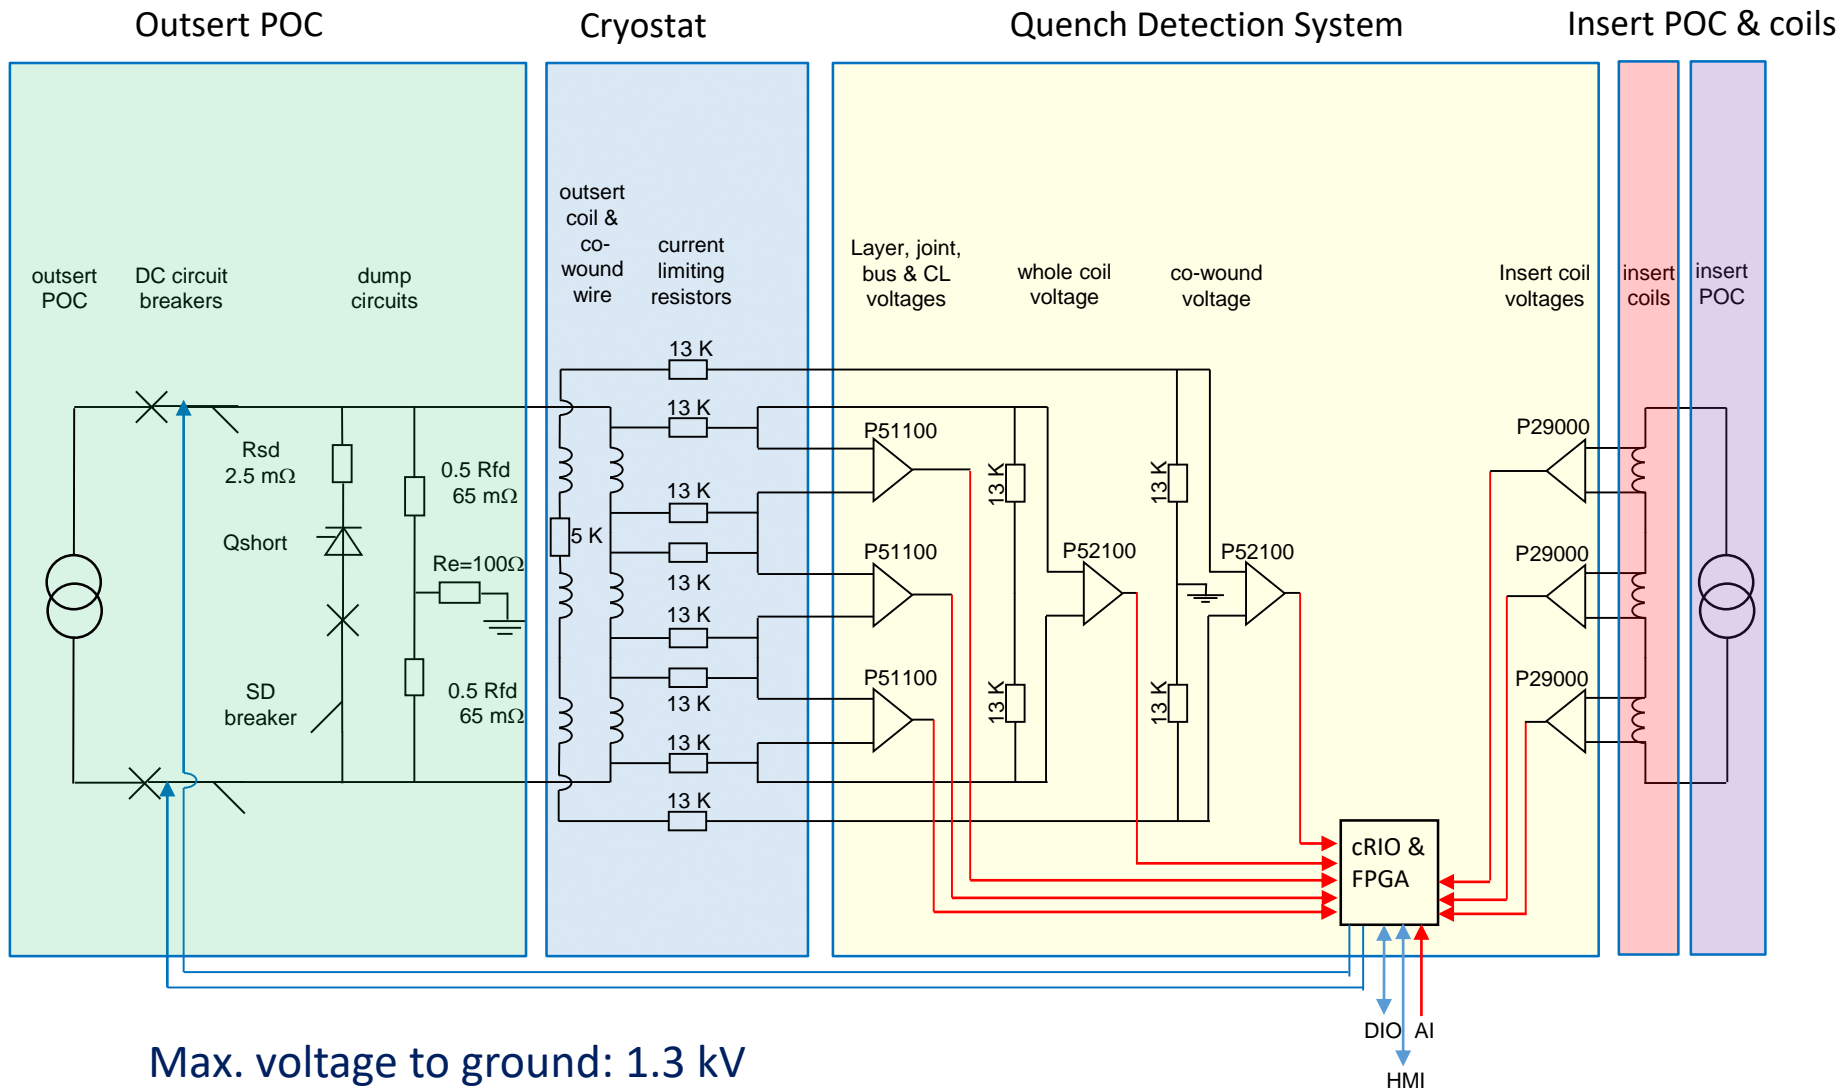 Outsert POC
Cryostat
Quench Detection System
Insert POC & coils
outsert
POC
DC circuit
breakers
dump
circuits
outsert
coil &
co-
wound
wire
current
limiting
resistors
Layer, joint,
bus & CL
voltages
whole coil
voltage
co-wound
voltage
Insert coil
voltages
insert
coils
insert
POC
13 K
13 K
13 K
13 K
13 K
13 K
13 K
13 K
5 K
Rsd
2.5 mΩ
0.5 Rfd
65 mΩ
Qshort
Re=100Ω
SD
breaker
0.5 Rfd
65 mΩ
P51100
P51100
P51100
13 K
13 K
P52100
13 K
13 K
P52100
P29000
P29000
P29000
cRIO &
FPGA
DIO AI
HMI
Max. voltage to ground: 1.3 kV